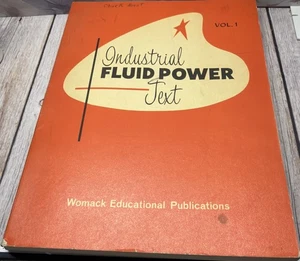 VOL. 1
Industrial
FLUID POWER
Text
Womack Educational Publications